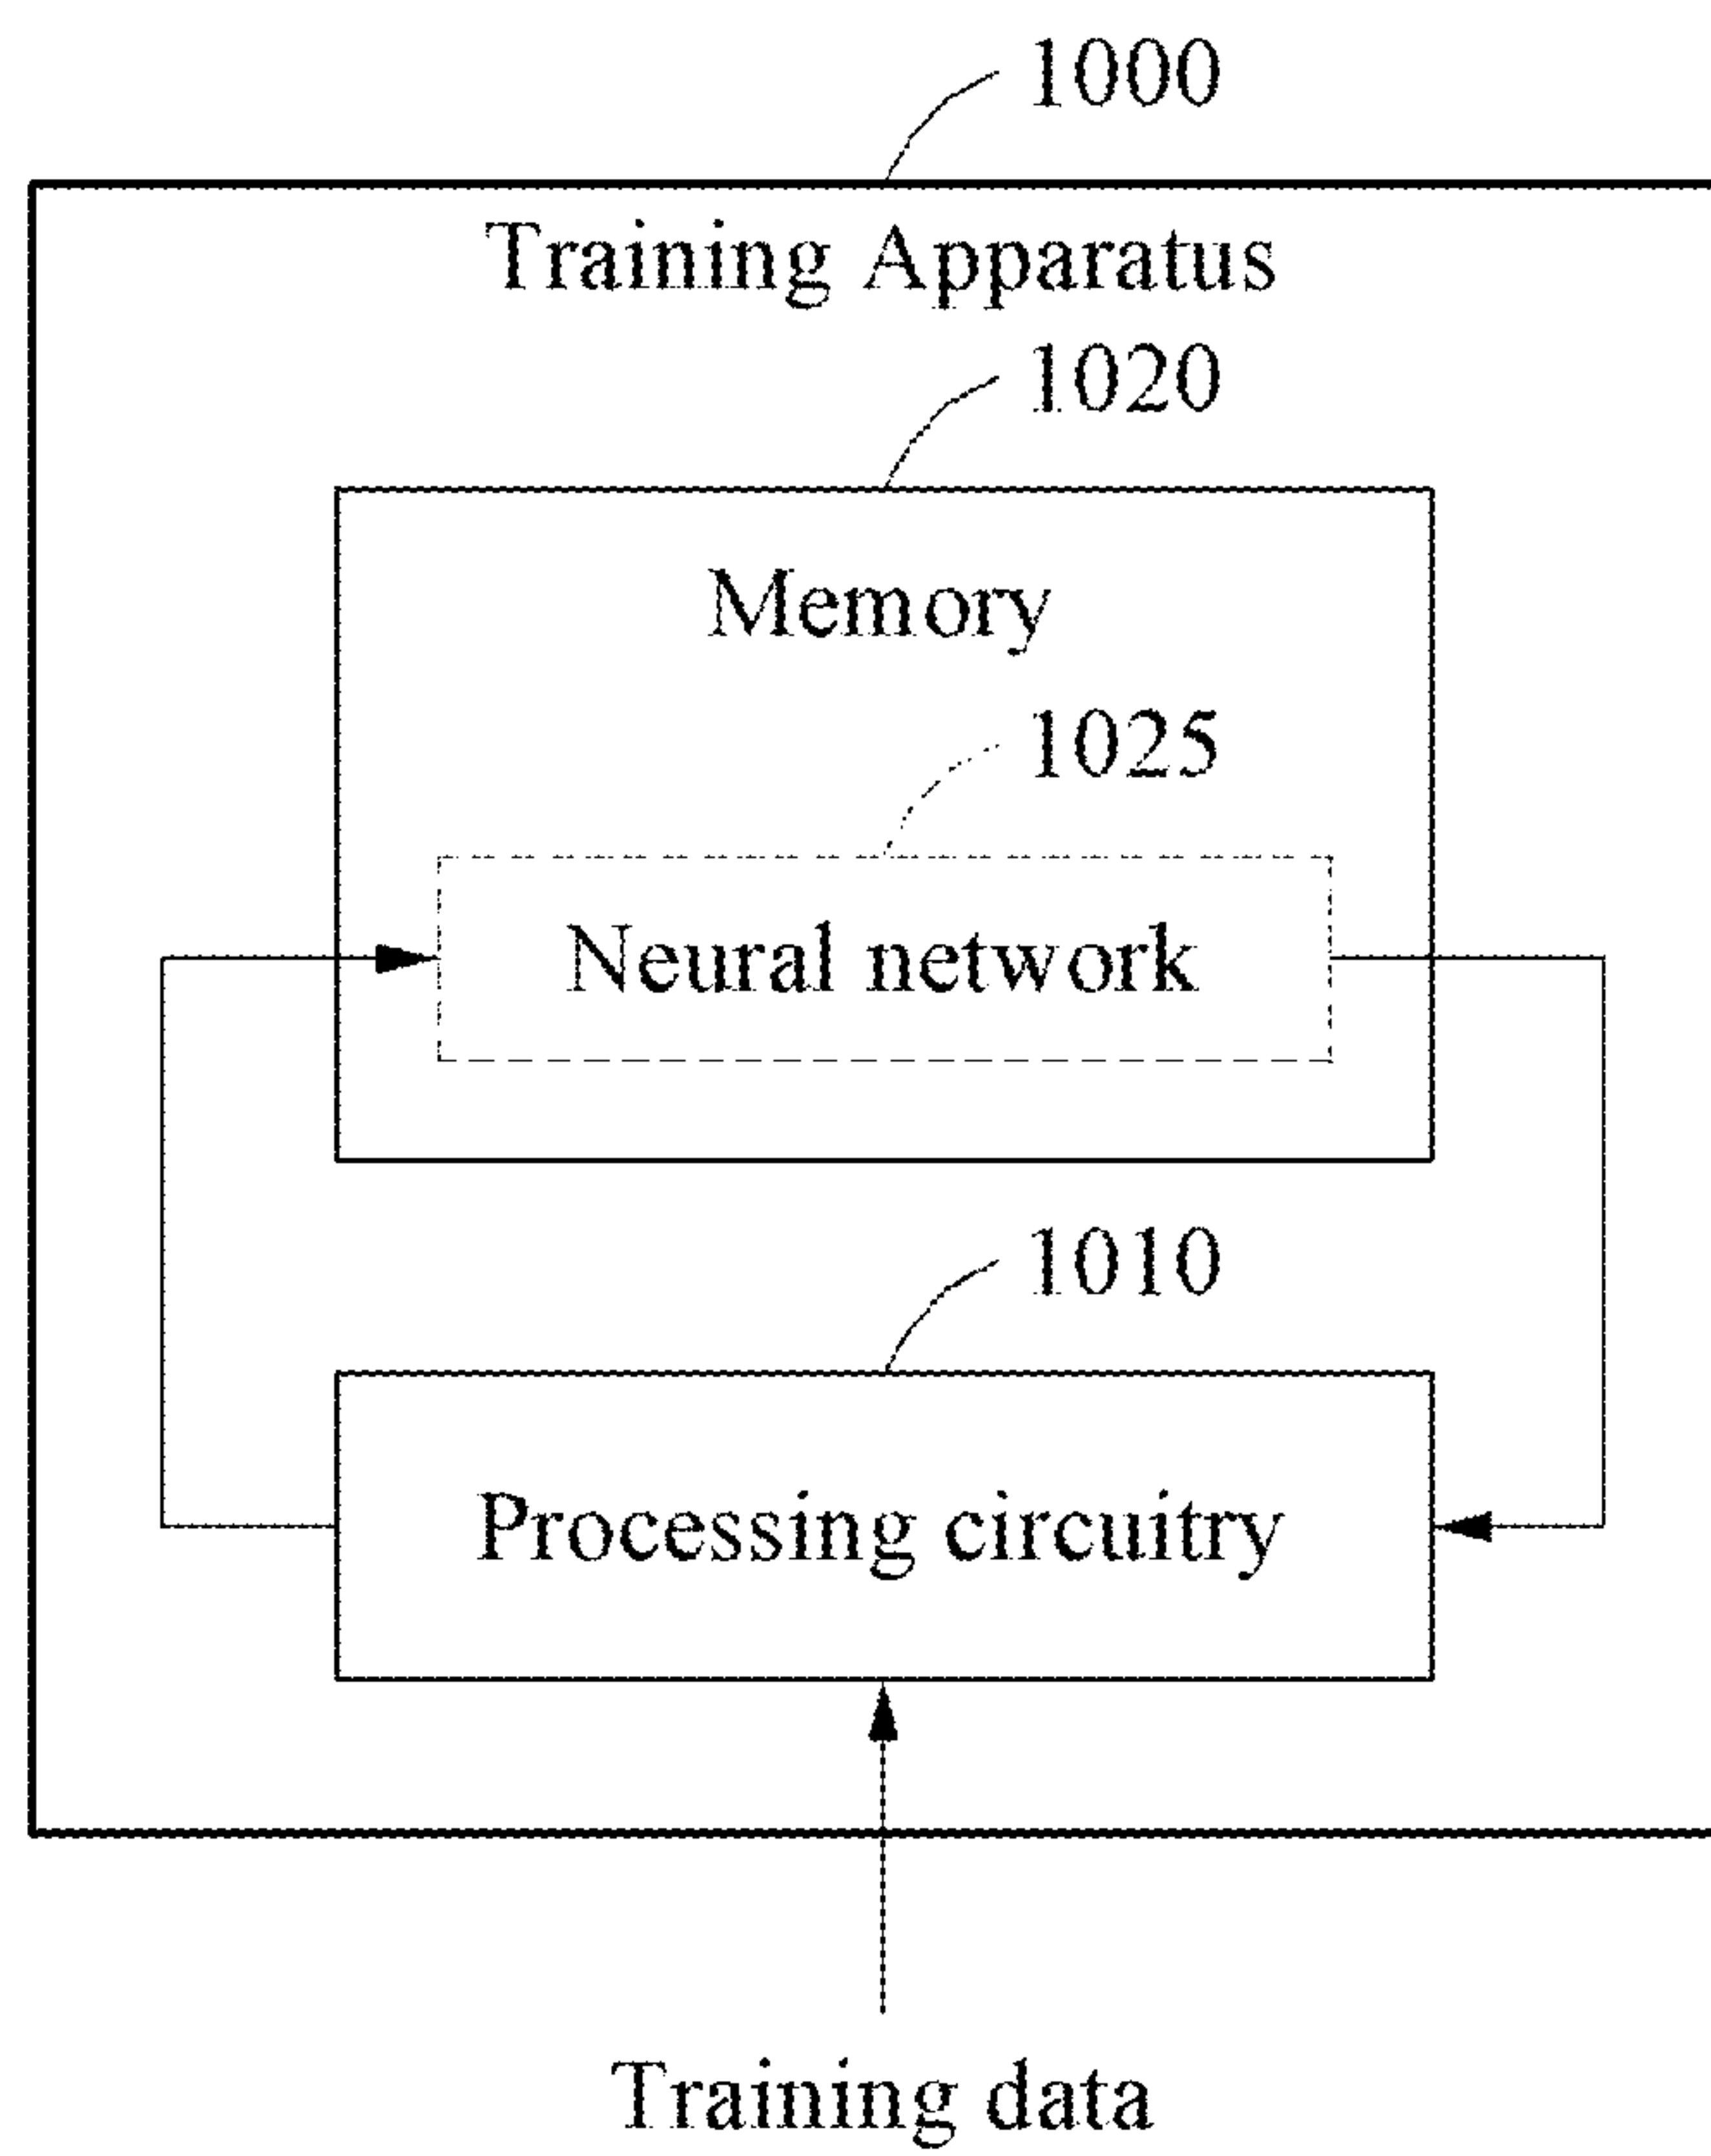 1000
Training Apparatus
1020
Memory
1025
Neural network
1010
Processing circuitry
Training data